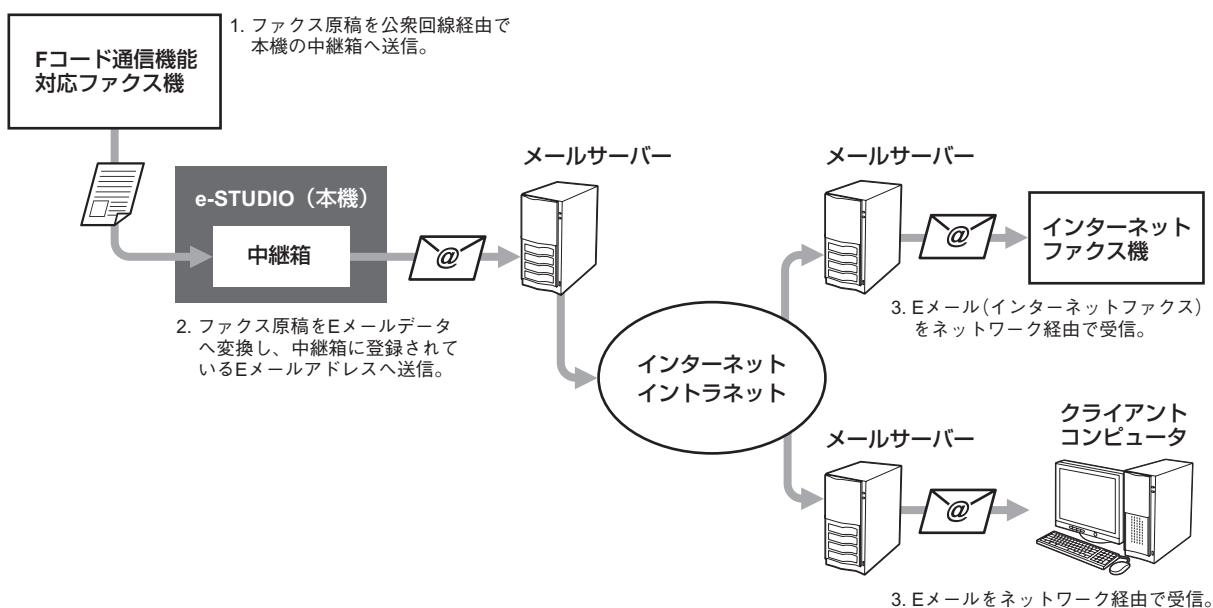 1. ファクス原稿を公衆回線経由で
本機の中継箱へ送信。
Fコード通信機能
対応ファクス機
e-STUDIO（本機）
中継箱
@
2. ファクス原稿をEメールデータ
へ変換し、中継箱に登録されて
いるEメールアドレスへ送信。
メールサーバー
インターネット
イントラネット
メールサーバー
@
インターネット
ファクス機
3. Eメール（インターネットファクス）
をネットワーク経由で受信。
メールサーバー
@
クライアント
コンピュータ
3. Eメールをネットワーク経由で受信。